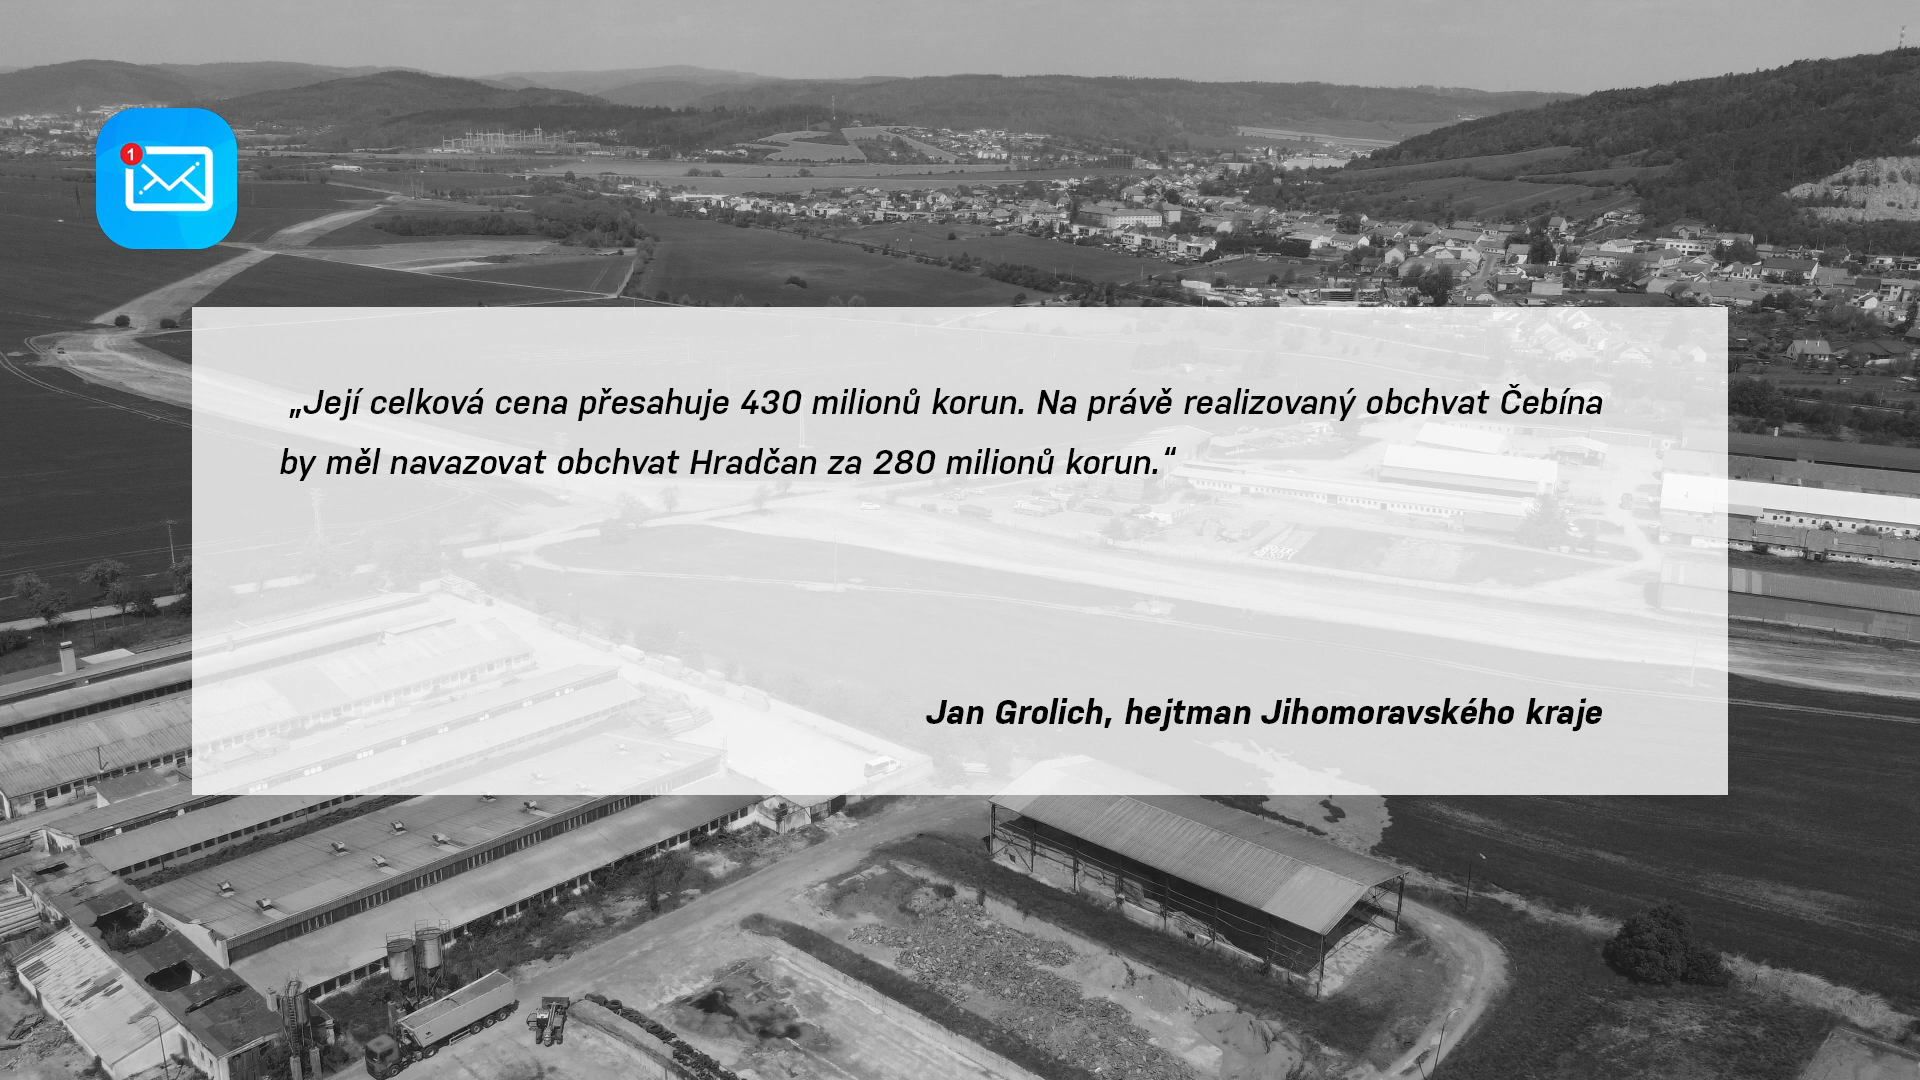 1
„Její celková cena přesahuje 430 milionů korun. Na právě realizovaný obchvat Čebína
by měl navazovat obchvat Hradčan za 280 milionů korun.“
Jan Grolich, hejtman Jihomoravského kraje